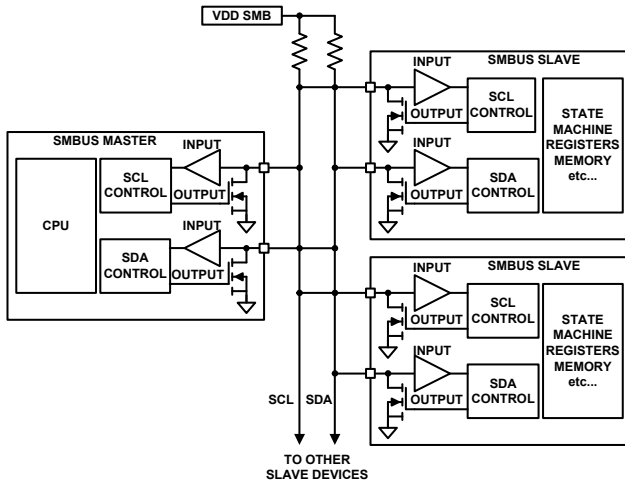 VDD SMB
SMBUS MASTER
CPU
SCL
CONTROL
INPUT
OUTPUT
SDA
CONTROL
INPUT
OUTPUT
SMBUS SLAVE
INPUT
OUTPUT
SCL
CONTROL
INPUT
OUTPUT
SDA
CONTROL
STATE
MACHINE
REGISTERS
MEMORY
etc...
SMBUS SLAVE
INPUT
OUTPUT
SCL
CONTROL
INPUT
OUTPUT
SDA
CONTROL
STATE
MACHINE
REGISTERS
MEMORY
etc...
SCL
SDA
TO OTHER
SLAVE DEVICES